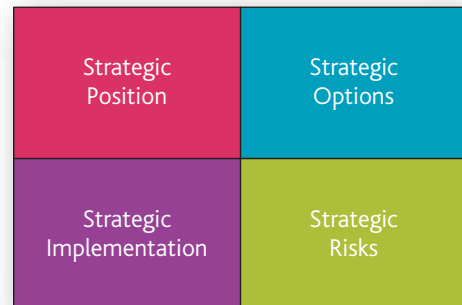 Strategic
Position
Strategic
Options
Strategic
Implementation
Strategic
Risks